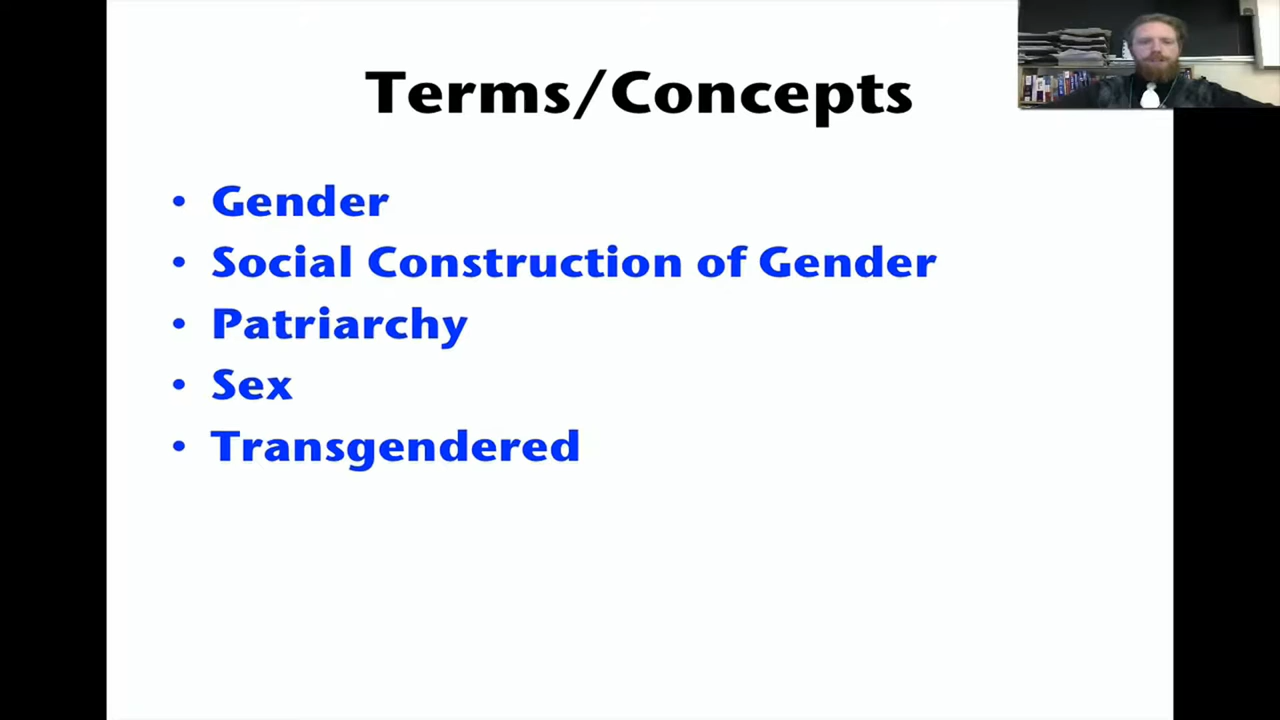 Terms/Concepts
• Gender
• Social Construction of Gender
• Patriarchy
• Sex
• Transgendered